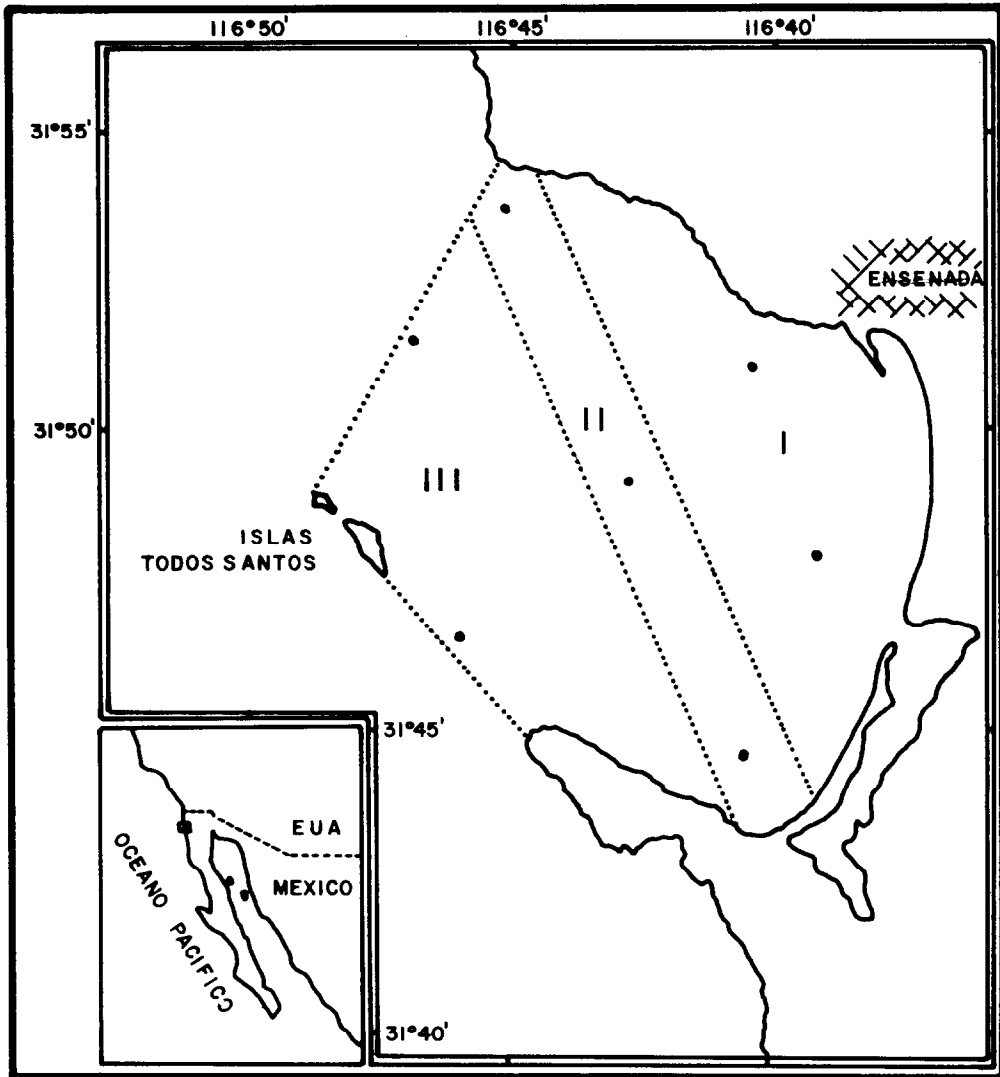 116°50'
116°45'
116°40'
31°55'
ENSENADA
31°50'
I
II
III
ISLAS
TODOS SANTOS
31°45'
EUA
MEXICO
OCEANO PACIFICO
31°40'